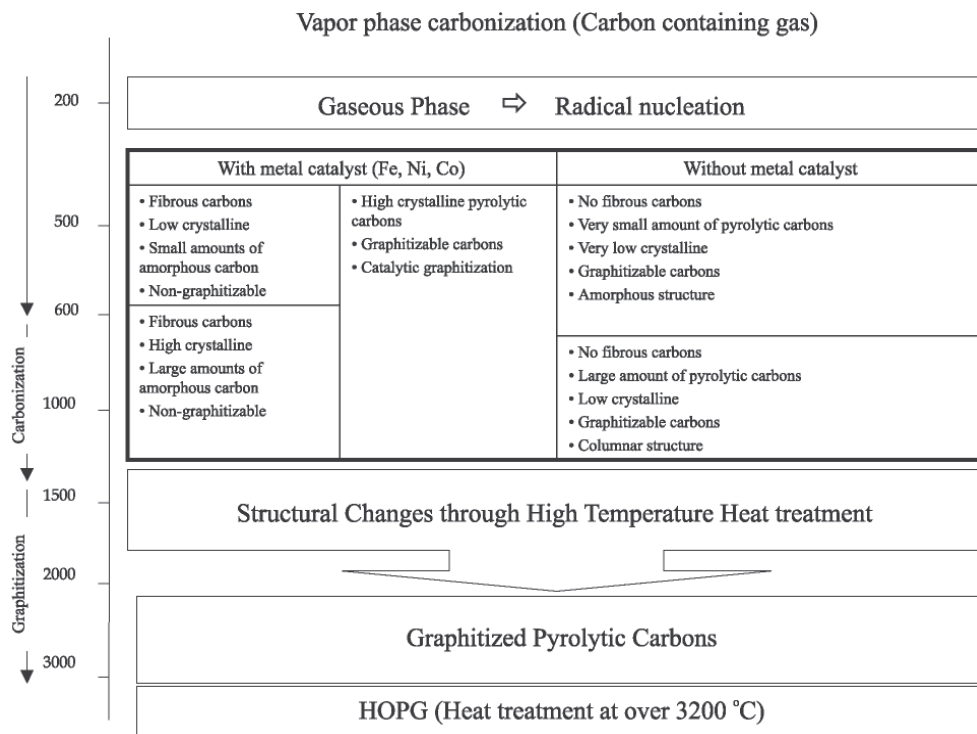 Vapor phase carbonization (Carbon containing gas)
200
Gaseous Phase ⇨ Radical nucleation
With metal catalyst (Fe, Ni, Co)
Without metal catalyst
500
• Fibrous carbons
• Low crystalline
• Small amounts of
amorphous carbon
• Non-graphitizable
• High crystalline pyrolytic
carbons
• Graphitizable carbons
• Catalytic graphitization
• No fibrous carbons
• Very small amount of pyrolytic carbons
• Very low crystalline
• Graphitizable carbons
• Amorphous structure
600
• Fibrous carbons
• High crystalline
• Large amounts of
amorphous carbon
• Non-graphitizable
• No fibrous carbons
• Large amount of pyrolytic carbons
• Low crystalline
• Graphitizable carbons
• Columnar structure
Carbonization
1000
1500
Structural Changes through High Temperature Heat treatment
Graphitization
2000
Graphitized Pyrolytic Carbons
3000
HOPG (Heat treatment at over 3200 °C)